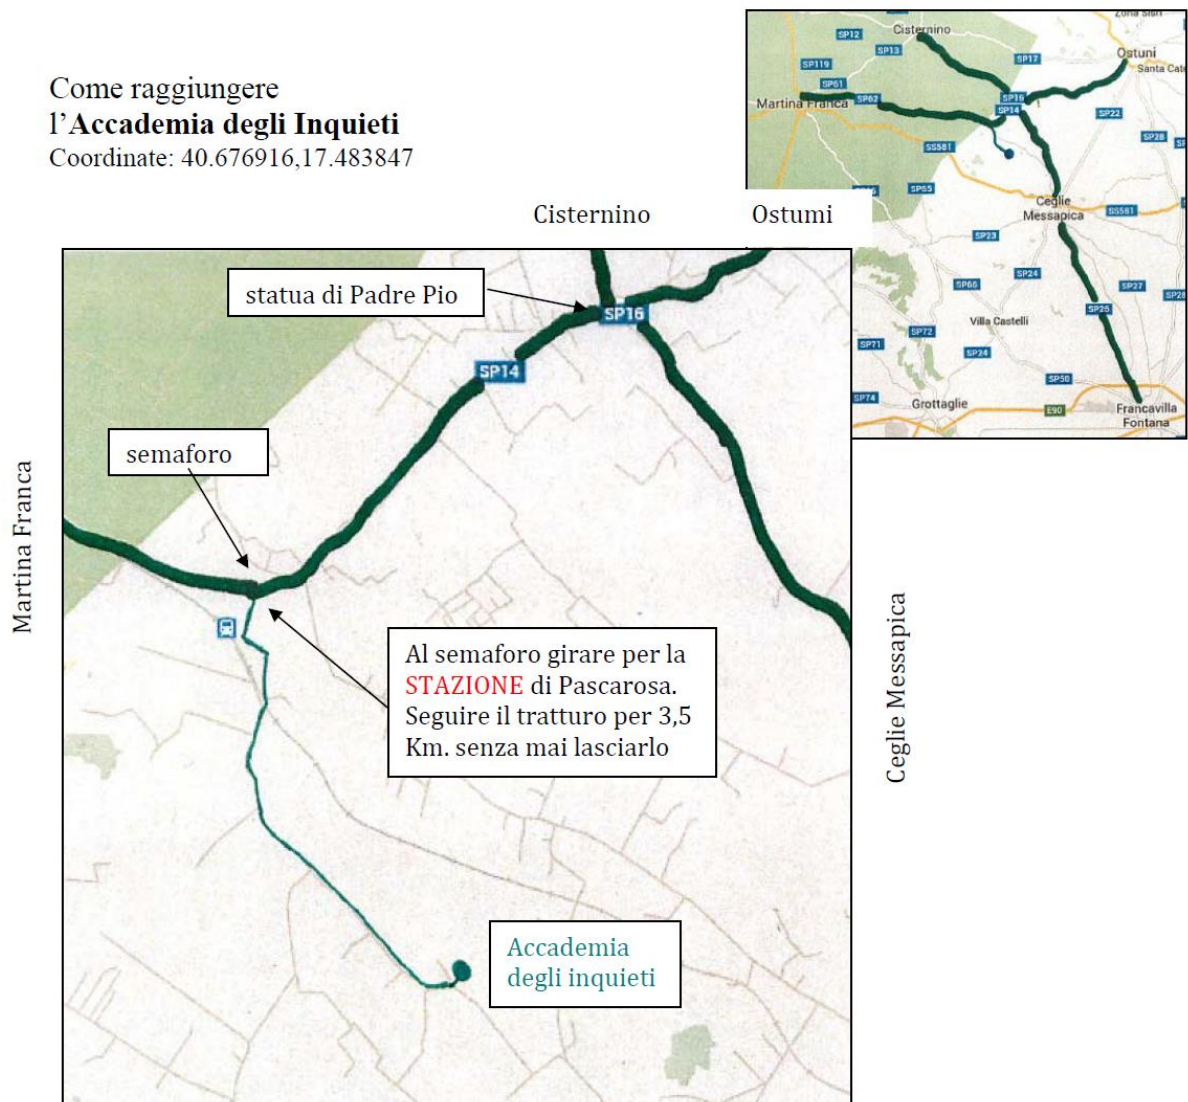 Come raggiungere
l’Accademia degli Inquieti
Coordinate: 40.676916,17.483847
Cisternino
Ostuni
SP12
SP13
SP17
Santa Cate
SP119
SP61
Martina Franca
SP62
SP16
SP14
SP22
SP28
SS581
SP65
Ceglie
Messapica
SS581
SP23
SP24
SP66
SP27
SP28
SP26
Villa Castelli
SP72
SP71
SP24
SP50
SP74
Grottaglie
E90
Francavilla
Fontana
Cisternino
Ostumi
statua di Padre Pio
SP16
SP14
semaforo
Martina Franca
Al semaforo girare per la
STAZIONE di Pascarosa.
Seguire il tratturo per 3,5
Km. senza mai lasciarlo
Ceglie Messapica
Accademia
degli inquieti